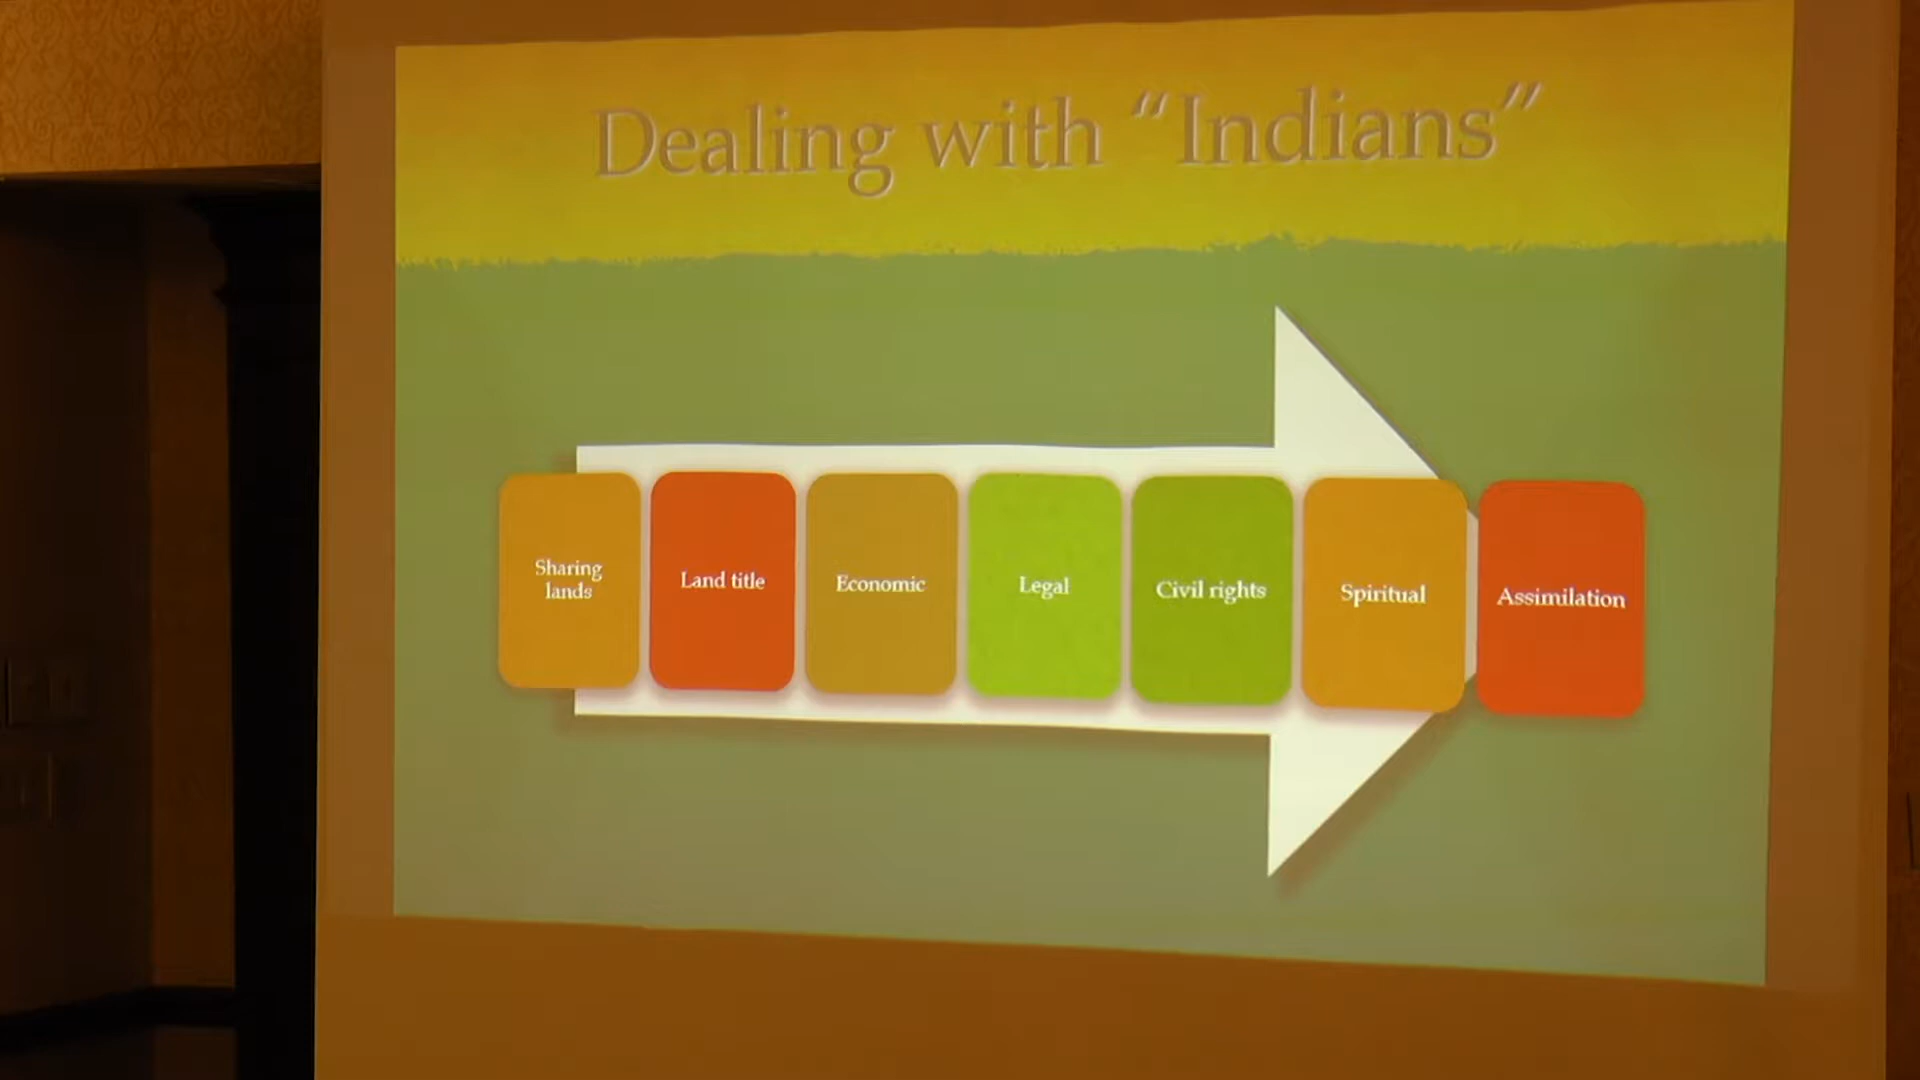 Dealing with “Indians”
Sharing
lands
Land title
Economic
Legal
Civil rights
Spiritual
Assimilation